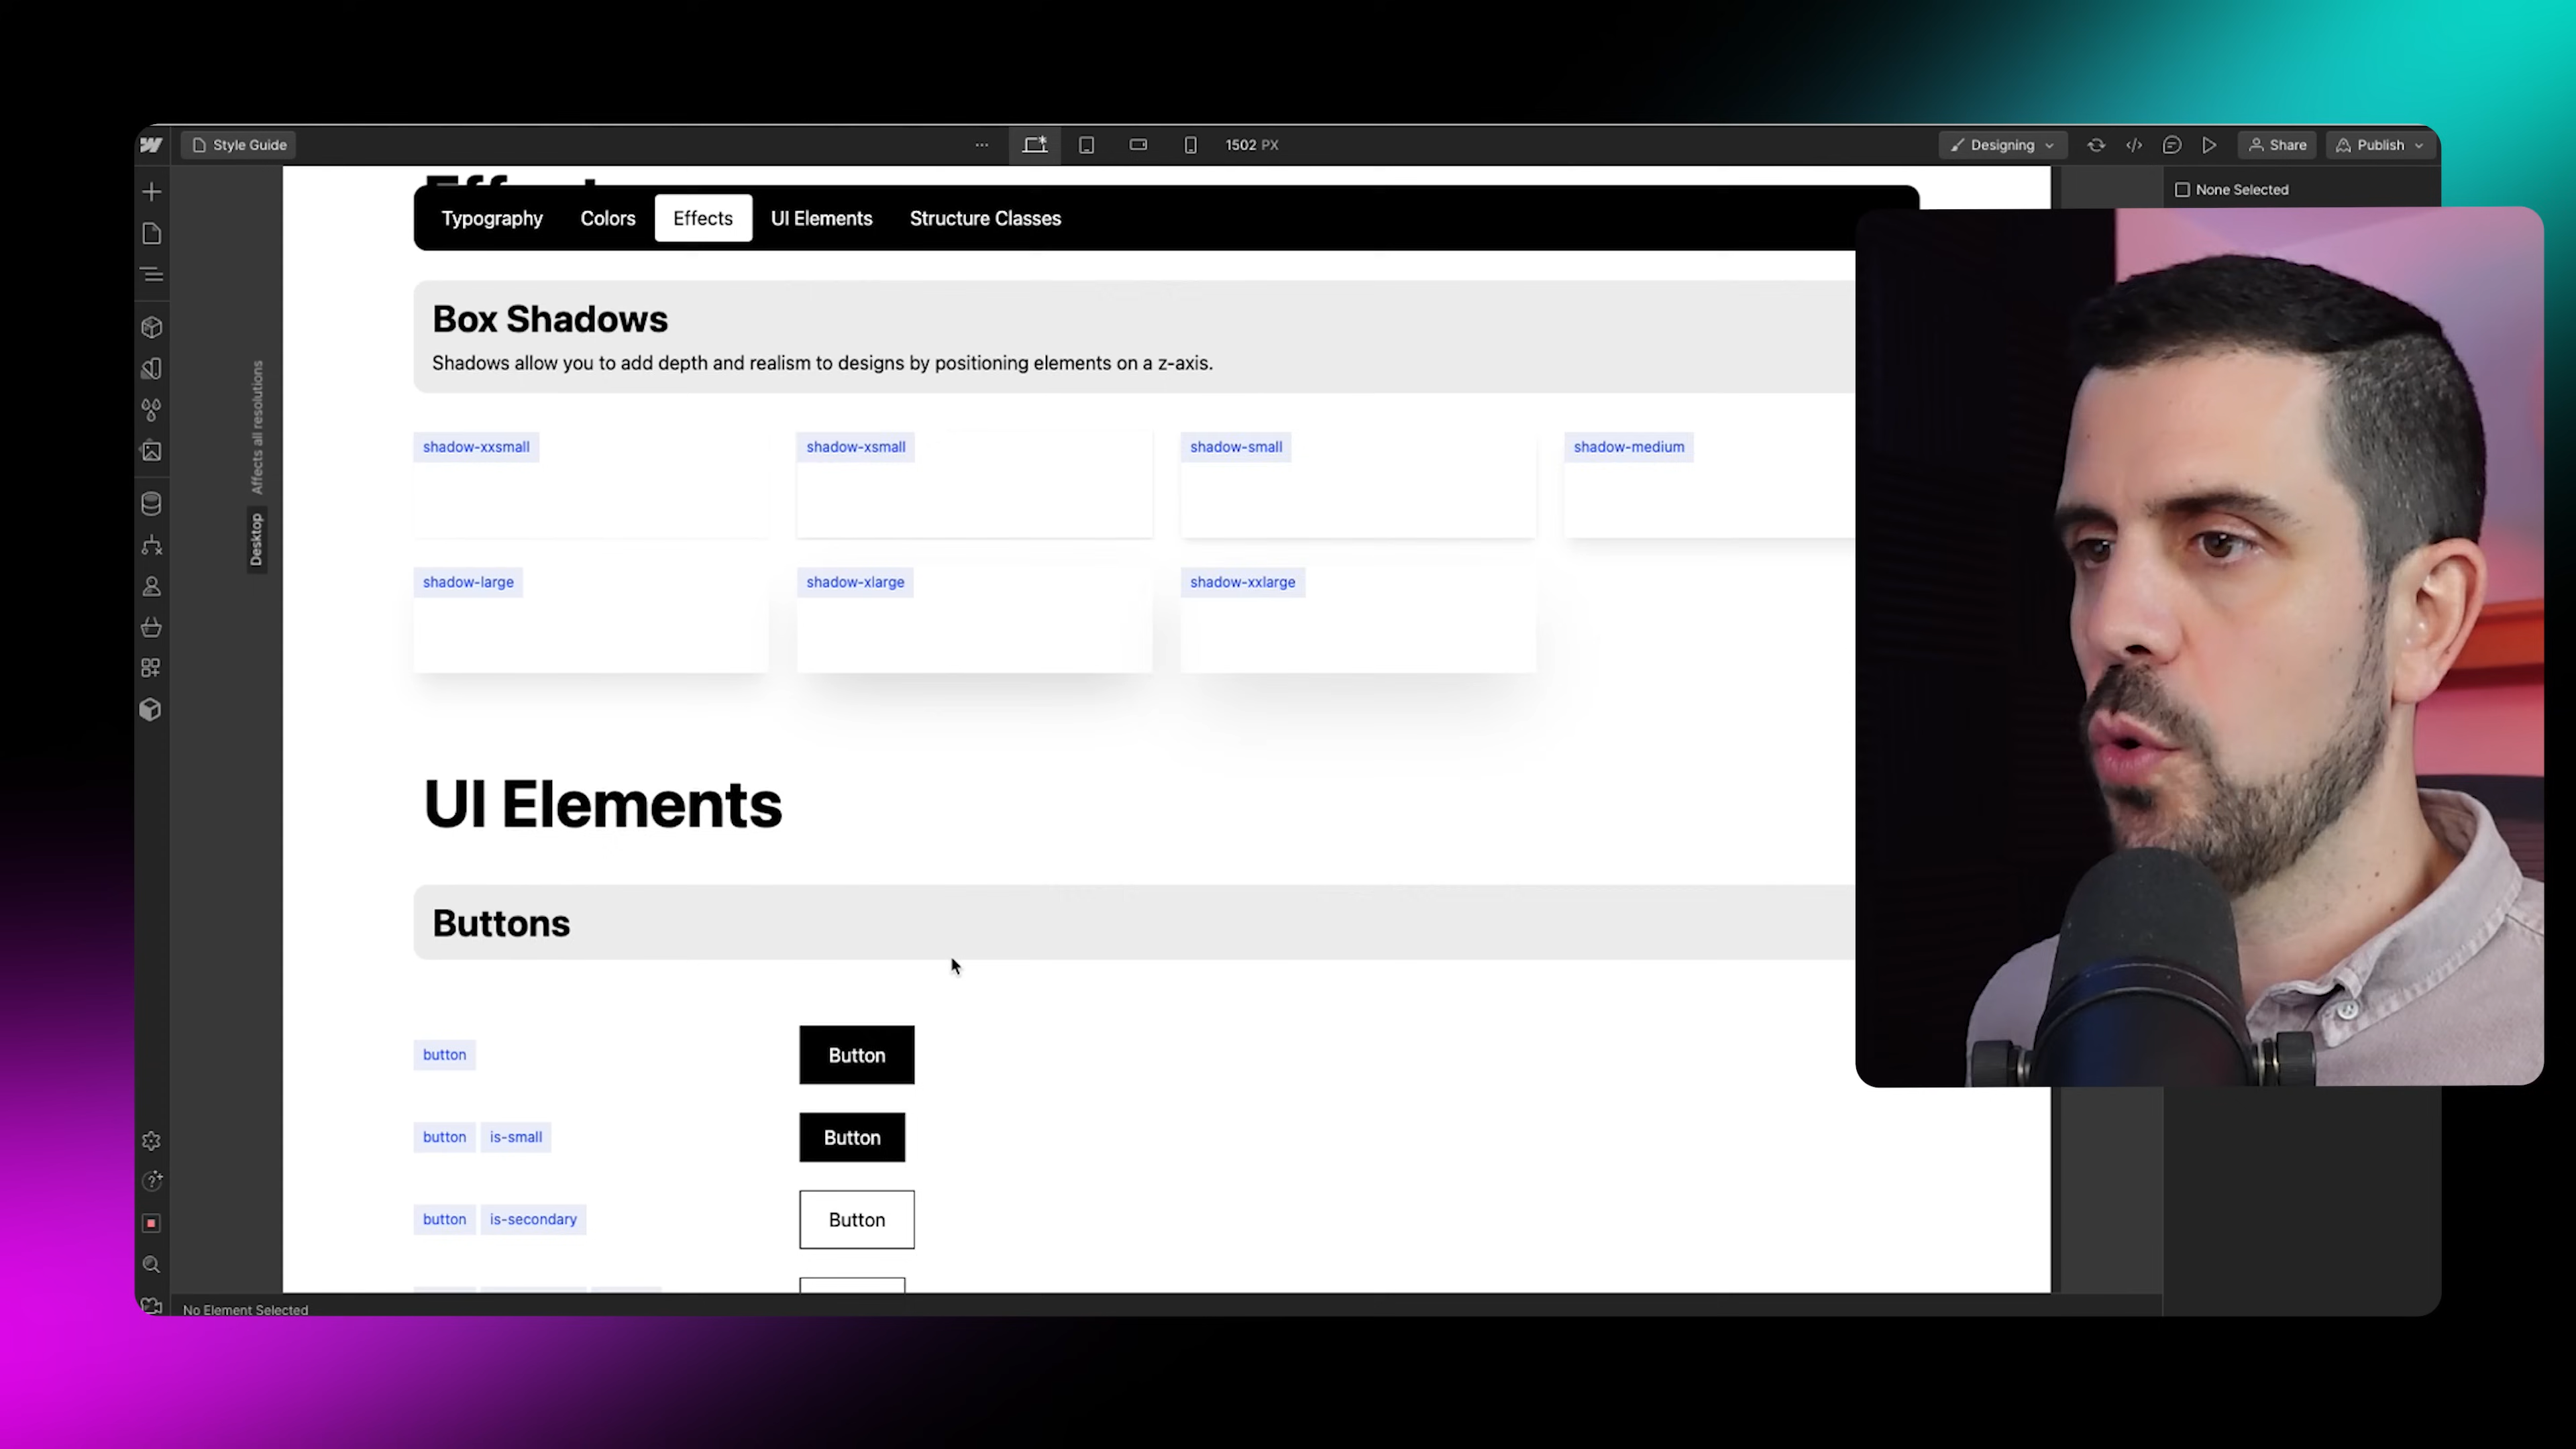 Style Guide
1502 PX
Designing
Share
Publish
None Selected
Typography
Colors
Effects
UI Elements
Structure Classes
Box Shadows
Shadows allow you to add depth and realism to designs by positioning elements on a z-axis.
Affects all resolutions
Desktop
shadow-xxsmall
shadow-xsmall
shadow-small
shadow-medium
shadow-large
shadow-xlarge
shadow-xxlarge
UI Elements
Buttons
button
Button
button is-small
Button
button is-secondary
Button
No Element Selected